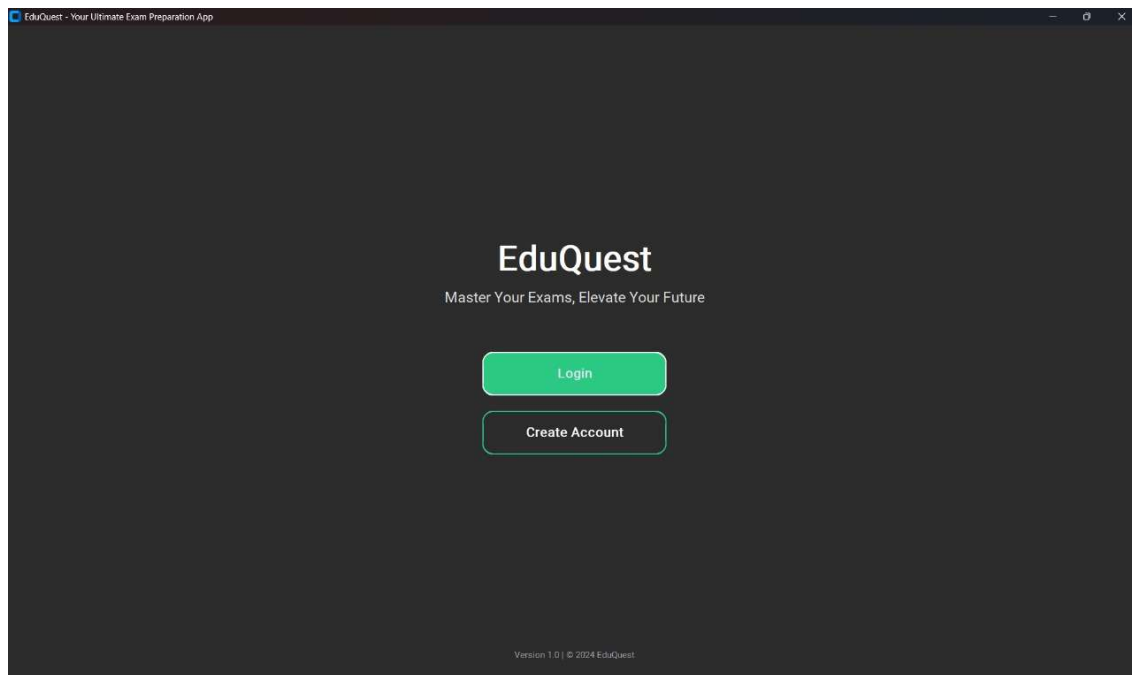 EduQuest - Your Ultimate Exam Preparation App
EduQuest
Master Your Exams, Elevate Your Future
Login
Create Account
Version 1.0 | © 2024 EduQuest